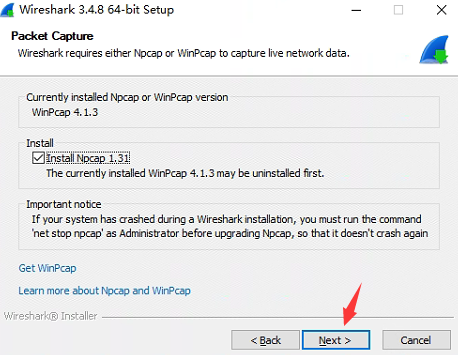 Wireshark 3.4.8 64-bit Setup
Packet Capture
Wireshark requires either Npcap or WinPcap to capture live network data.
Currently installed Npcap or WinPcap version
WinPcap 4.1.3
Install
Install Npcap 1.31
The currently installed WinPcap 4.1.3 may be uninstalled first.
Important notice
If your system has crashed during a Wireshark installation, you must run the command
'net stop npcap' as Administrator before upgrading Npcap, so that it doesn't crash again
Get WinPcap
Learn more about Npcap and WinPcap
Wireshark® Installer
< Back
Next >
Cancel